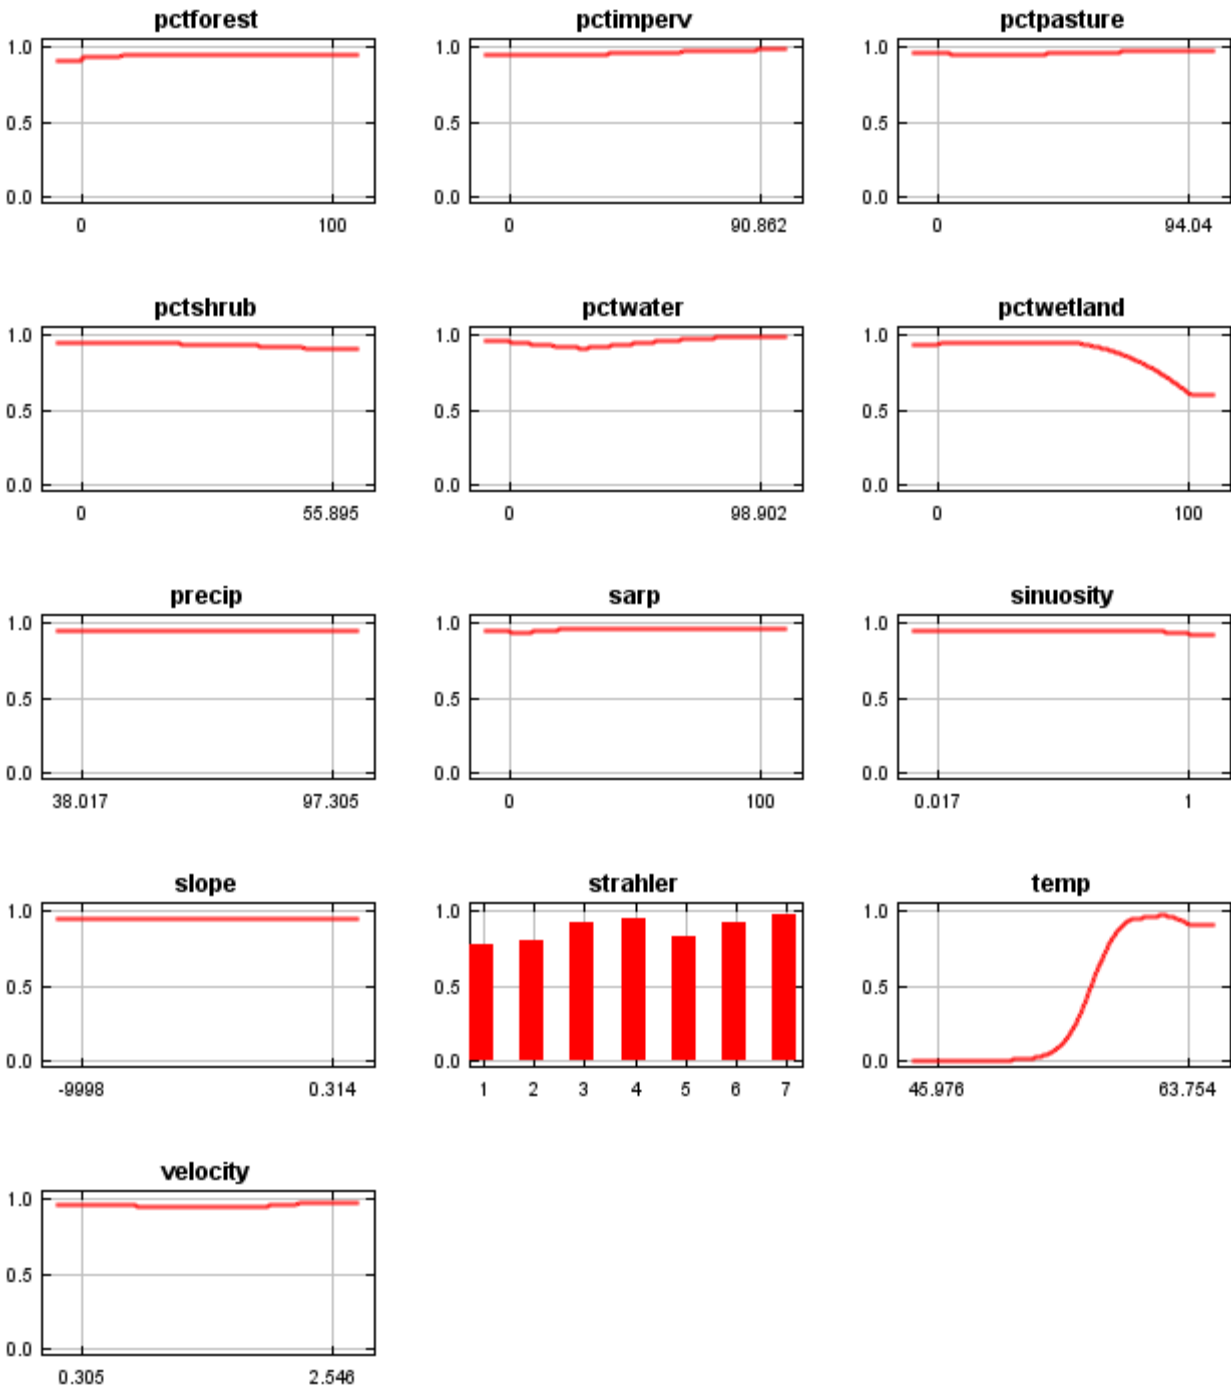 pctforest pctimperv pctpasture
1.0 1.0 1.0
0.5 0.5 0.5
0.0 0.0 0.0
0 100 0 90.862 0 94.04
pctshrub pctwater pctwetland
1.0 1.0 1.0
0.5 0.5 0.5
0.0 0.0 0.0
0 55.895 0 98.902 0 100
precip sarp sinuosity
1.0 1.0 1.0
0.5 0.5 0.5
0.0 0.0 0.0
38.017 97.305 0 100 0.017 1
slope strahler temp
1.0 1.0 1.0
0.5 0.5 0.5
0.0 0.0 0.0
-9998 0.314 1 2 3 4 5 6 7 45.976 63.754
velocity
1.0
0.5
0.0
0.305 2.546